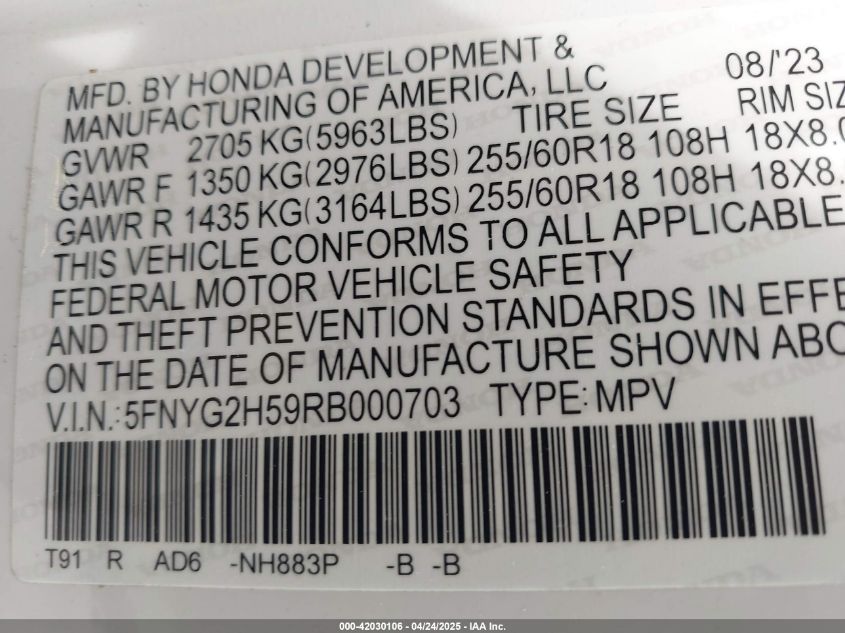 MFD. BY HONDA DEVELOPMENT & 08/'23
MANUFACTURING OF AMERICA, LLC
GVWR 2705 KG(5963LBS) TIRE SIZE RIM SIZ
GAWR F 1350 KG(2976LBS) 255/60R18 108H 18X8.0
GAWR R 1435 KG(3164LBS) 255/60R18 108H 18X8.
THIS VEHICLE CONFORMS TO ALL APPLICABLE
FEDERAL MOTOR VEHICLE SAFETY
AND THEFT PREVENTION STANDARDS IN EFFE
ON THE DATE OF MANUFACTURE SHOWN ABO
V.I.N.:5FNYG2H59RB000703 TYPE:MPV
T91 R AD6 -NH883P -B -B
000-42030106 - 04/24/2025 - IAA Inc.